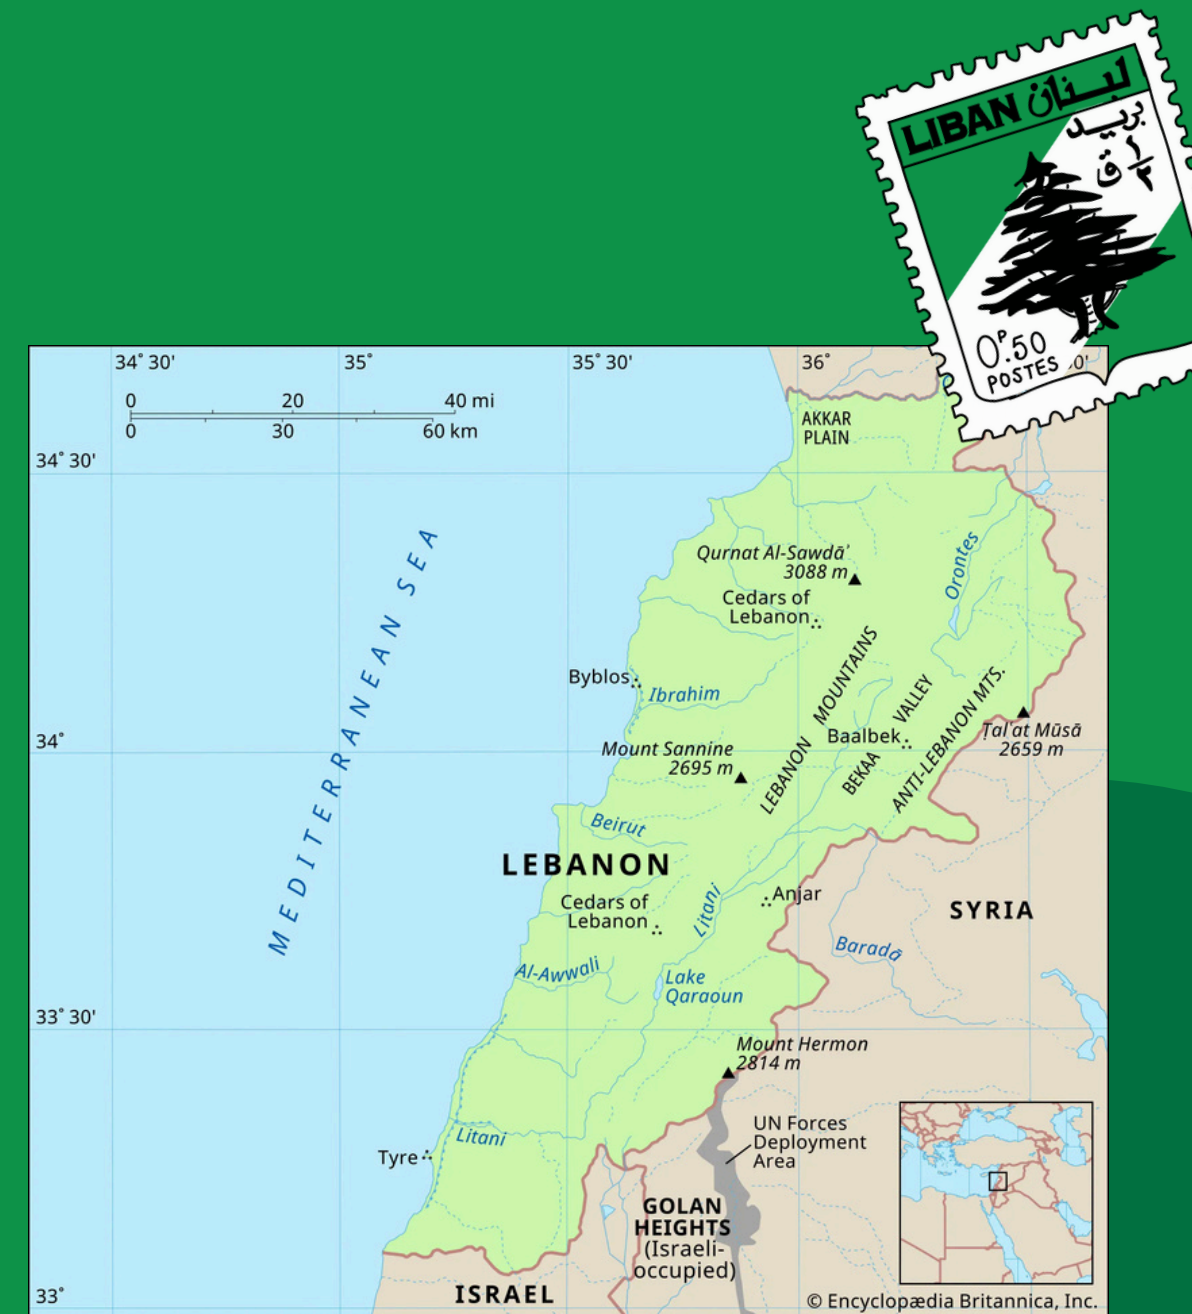 LIBAN لبنان
بريد
١/٢ ق
0P.50
POSTES
34° 30'
35°
35° 30'
36°
0 20 40 mi
0 30 60 km
AKKAR
PLAIN
34° 30'
MEDITERRANEAN SEA
Qurnat Al-Sawdāʾ
3088 m
Orontes
Cedars of
Lebanon
Byblos
Ibrahim
LEBANON MOUNTAINS
BEKAA VALLEY
ANTI-LEBANON MTS.
Baalbek
Ṭalʿat Mūsā
2659 m
34°
Mount Sannine
2695 m
Beirut
LEBANON
Cedars of
Lebanon
Litani
Anjar
SYRIA
Baradā
Al-Awwali
Lake
Qaraoun
33° 30'
Mount Hermon
2814 m
UN Forces
Deployment
Area
Litani
Tyre
GOLAN
HEIGHTS
(Israeli-
occupied)
ISRAEL
33°
© Encyclopædia Britannica, Inc.